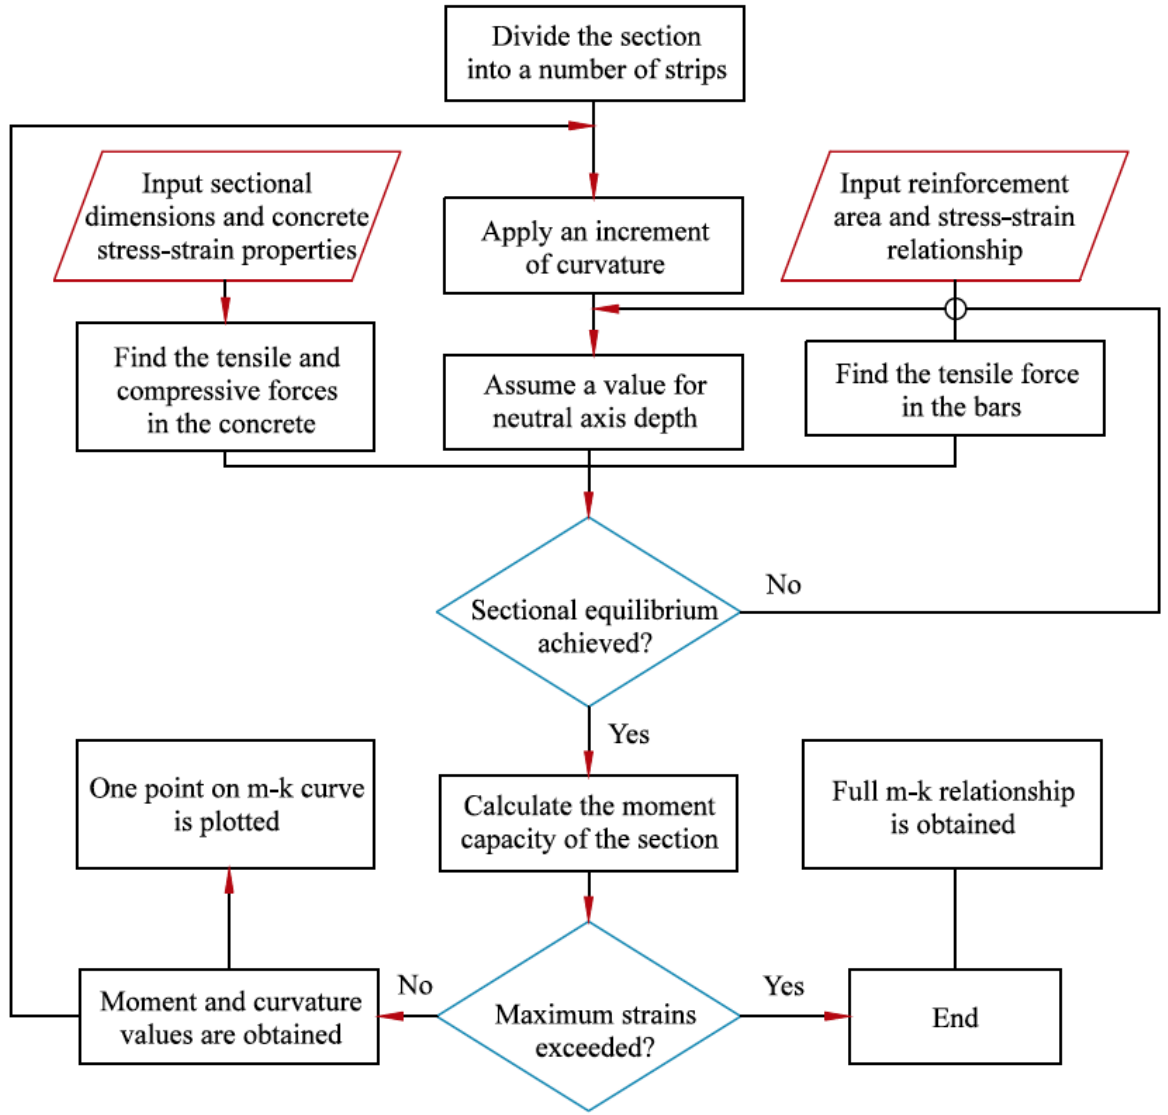 Divide the section
into a number of strips
Input sectional
dimensions and concrete
stress-strain properties
Apply an increment
of curvature
Input reinforcement
area and stress-strain
relationship
Find the tensile and
compressive forces
in the concrete
Assume a value for
neutral axis depth
Find the tensile force
in the bars
Sectional equilibrium
achieved?
No
Yes
One point on m-k curve
is plotted
Calculate the moment
capacity of the section
Full m-k relationship
is obtained
Moment and curvature
values are obtained
No
Maximum strains
exceeded?
Yes
End